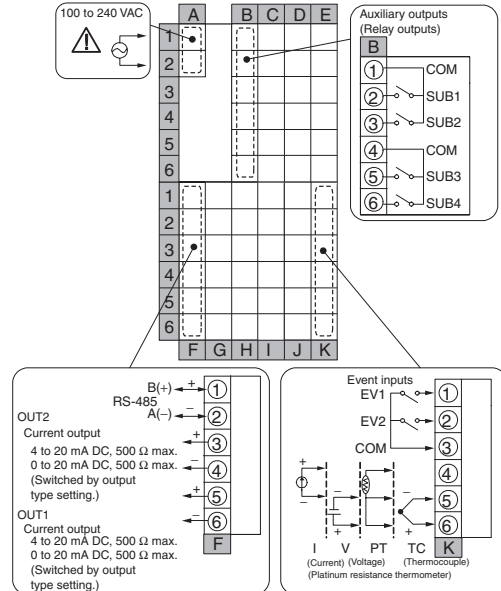 100 to 240 VAC
A B C D E
1
2
3
4
5
6
1
2
3
4
5
6
F G H I J K
Auxiliary outputs
(Relay outputs)
B
1 COM
2 SUB1
3 SUB2
4 COM
5 SUB3
6 SUB4
B(+) + 1
RS-485
A(−) − 2
OUT2
Current output
+ 3
4 to 20 mA DC, 500 Ω max.
− 4
0 to 20 mA DC, 500 Ω max.
(Switched by output
type setting.)
+ 5
OUT1
− 6
Current output
4 to 20 mA DC, 500 Ω max.
0 to 20 mA DC, 500 Ω max.
(Switched by output
type setting.)
F
Event inputs
EV1 1
EV2 2
COM 3
4
+ − − 5
− + + 6
I V PT TC K
(Current) (Voltage) (Thermocouple)
(Platinum resistance thermometer)